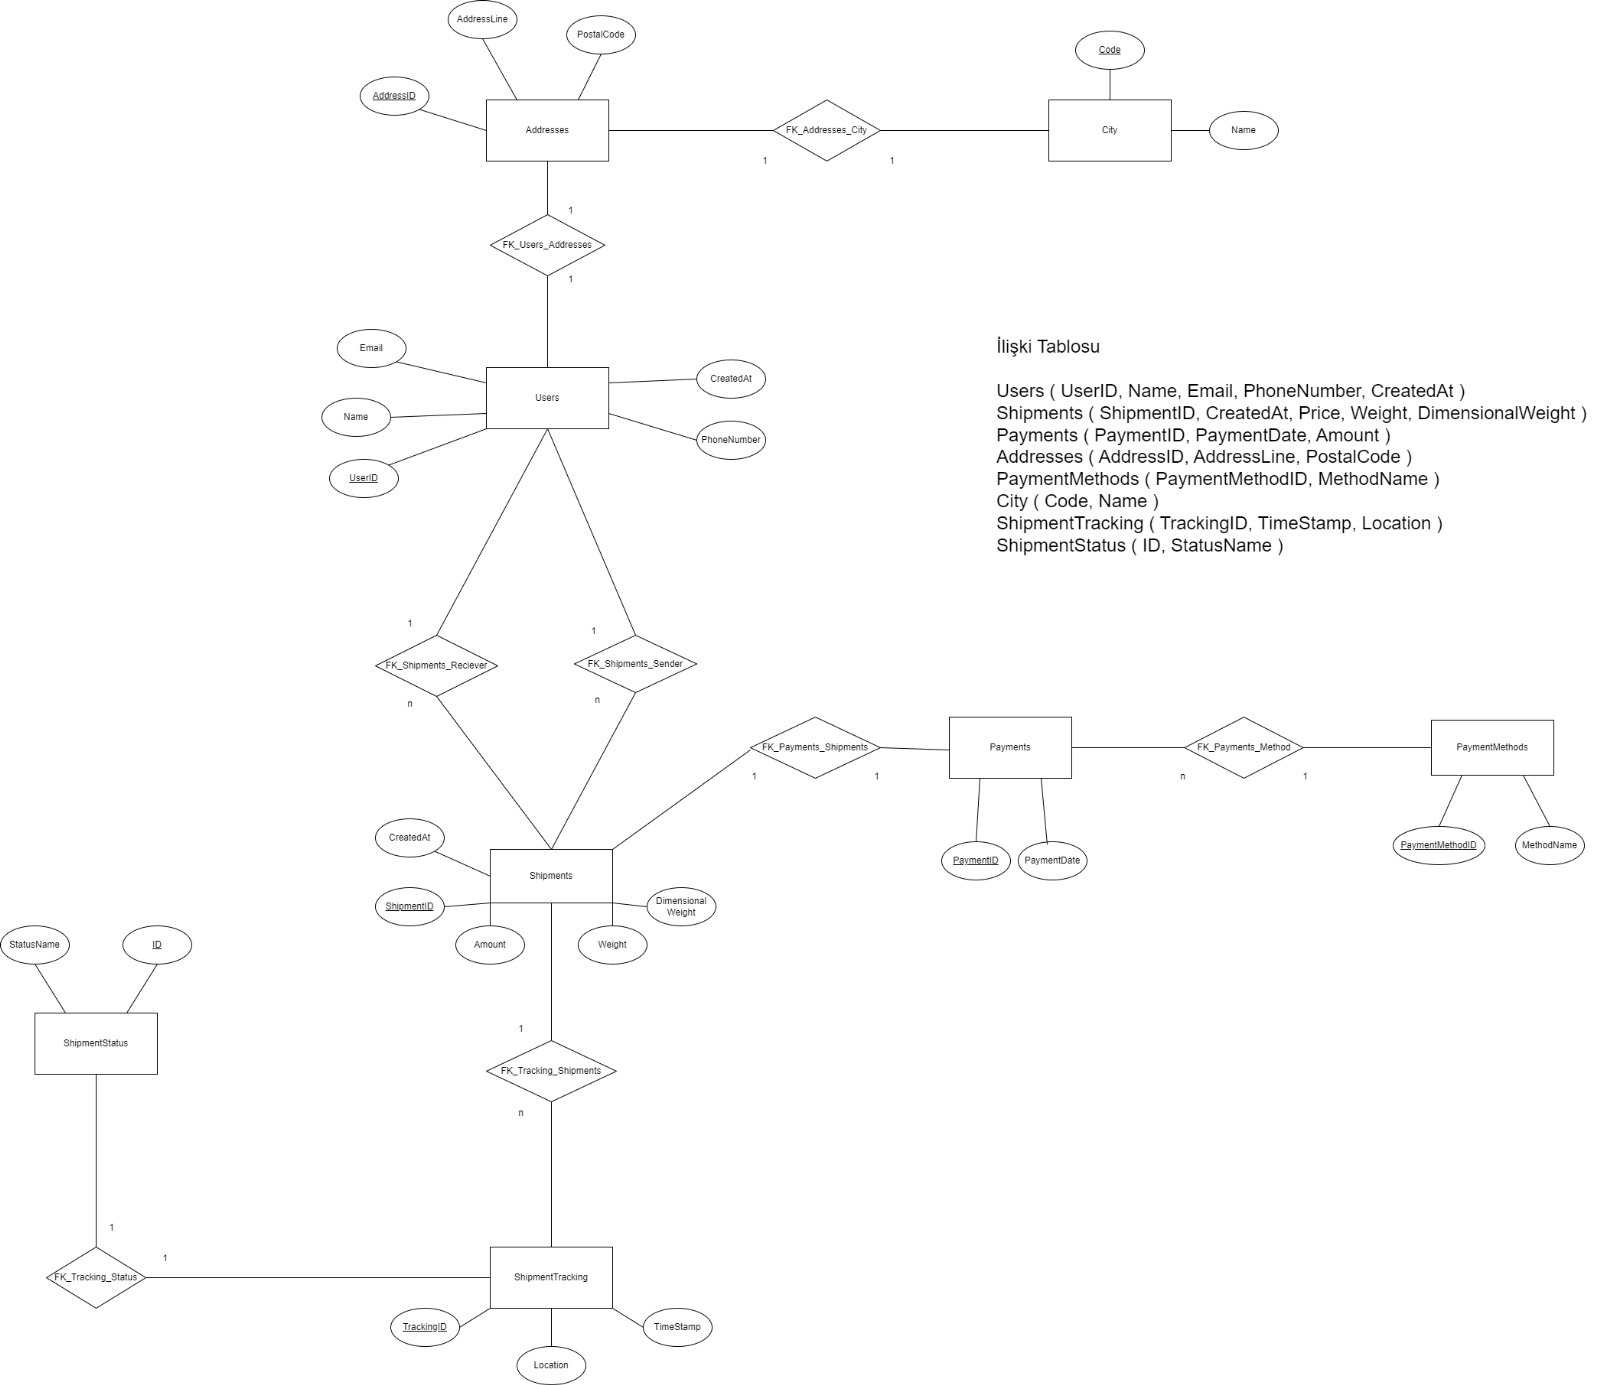 AddressLine
PostalCode
Code
AddressID
Addresses
FK_Addresses_City
City
Name
1
1
1
FK_Users_Addresses
1
Email
CreatedAt
Users
Name
PhoneNumber
UserID
İlişki Tablosu
Users ( UserID, Name, Email, PhoneNumber, CreatedAt )
Shipments ( ShipmentID, CreatedAt, Price, Weight, DimensionalWeight )
Payments ( PaymentID, PaymentDate, Amount )
Addresses ( AddressID, AddressLine, PostalCode )
PaymentMethods ( PaymentMethodID, MethodName )
City ( Code, Name )
ShipmentTracking ( TrackingID, TimeStamp, Location )
ShipmentStatus ( ID, StatusName )
1
1
FK_Shipments_Reciever
FK_Shipments_Sender
n
n
FK_Payments_Shipments
Payments
FK_Payments_Method
PaymentMethods
1
1
n
1
CreatedAt
PaymentMethodID
MethodName
PaymentID
PaymentDate
Shipments
ShipmentID
Dimensional
Weight
Amount
Weight
StatusName
ID
ShipmentStatus
1
FK_Tracking_Shipments
n
1
1
FK_Tracking_Status
ShipmentTracking
TrackingID
TimeStamp
Location